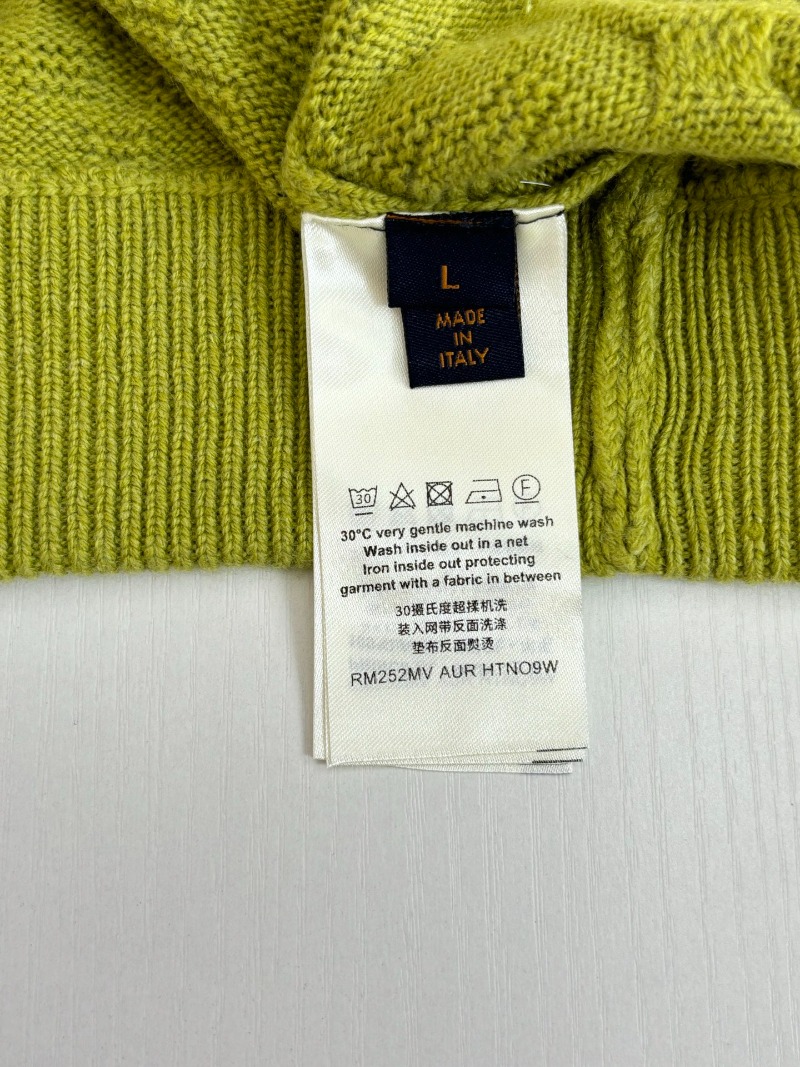 L
MADE
IN
ITALY
30 F
30°C very gentle machine wash
Wash inside out in a net
Iron inside out protecting
garment with a fabric in between
30摄氏度超揉机洗
装入网带反面洗涤
垫布反面熨烫
RM252MV AUR HTNO9W